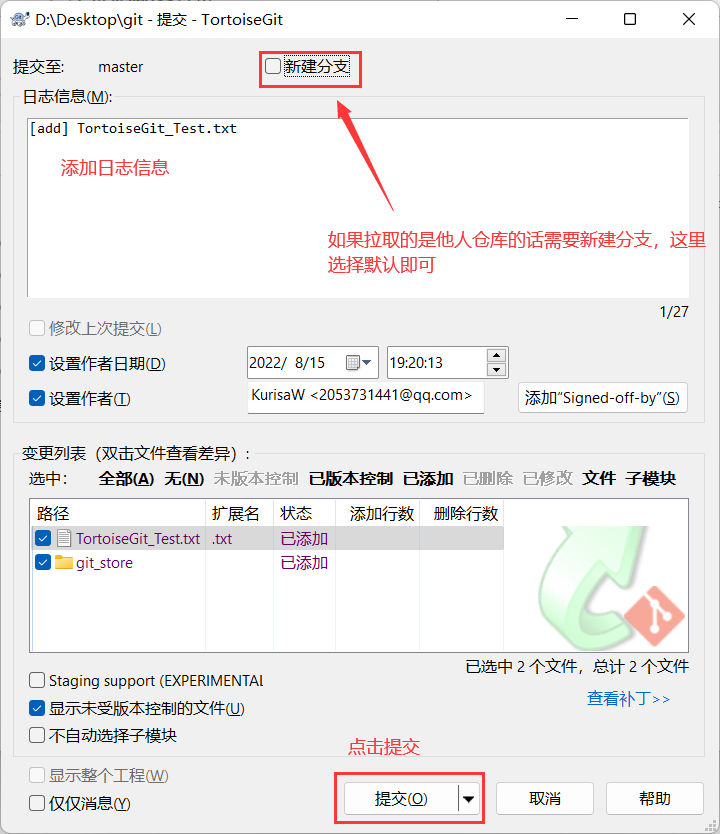 D:\Desktop\git - 提交 - TortoiseGit
提交至: master 新建分支
日志信息(M):
[add] TortoiseGit_Test.txt
添加日志信息
如果拉取的是他人仓库的话需要新建分支，这里
选择默认即可
1/27
修改上次提交(L)
设置作者日期(D) 2022/ 8/15 19:20:13
设置作者(T) KurisaW <2053731441@qq.com> 添加"Signed-off-by"(S)
变更列表（双击文件查看差异）:
选中: 全部(A) 无(N) 未版本控制 已版本控制 已添加 已删除 已修改 文件 子模块
路径 扩展名 状态 添加行数 删除行数
TortoiseGit_Test.txt .txt 已添加
git_store 已添加
已选中 2 个文件，总计 2 个文件
Staging support (EXPERIMENTAL
查看补丁>>
显示未受版本控制的文件(U)
不自动选择子模块
点击提交
显示整个工程(W)
仅仅消息(Y)
提交(O) 取消 帮助